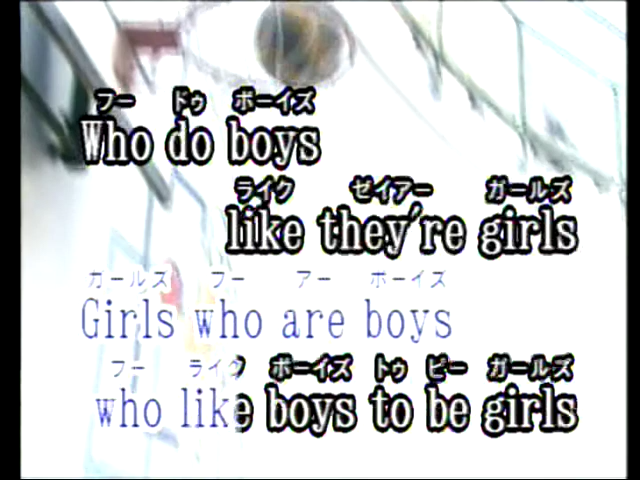 フー ドゥ ボーイズ
Who do boys
ライク ゼイアー ガールズ
like they're girls
ガールズ フー アー ボーイズ
Girls who are boys
フー ライク ボーイズ トゥ ビー ガールズ
who like boys to be girls